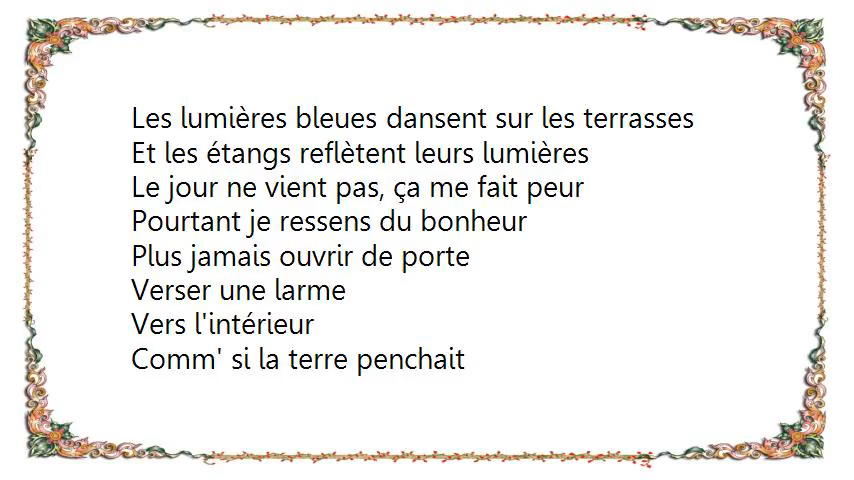 Les lumières bleues dansent sur les terrasses
Et les étangs reflètent leurs lumières
Le jour ne vient pas, ça me fait peur
Pourtant je ressens du bonheur
Plus jamais ouvrir de porte
Verser une larme
Vers l'intérieur
Comm' si la terre penchait